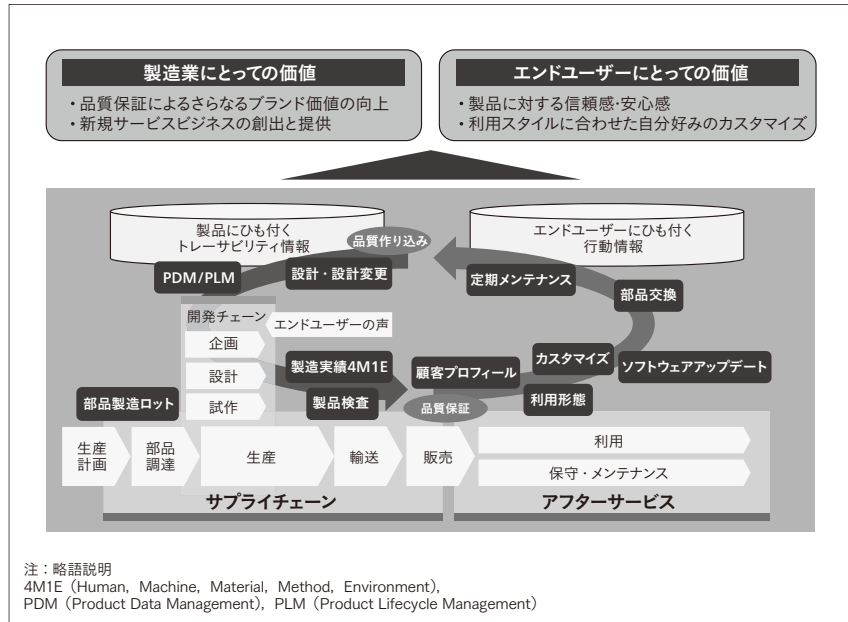 製造業にとっての価値
・品質保証によるさらなるブランド価値の向上
・新規サービスビジネスの創出と提供
エンドユーザーにとっての価値
・製品に対する信頼感・安心感
・利用スタイルに合わせた自分好みのカスタマイズ
製品にひも付く
トレーサビリティ情報
品質作り込み
エンドユーザーにひも付く
行動情報
PDM/PLM
設計・設計変更
定期メンテナンス
部品交換
開発チェーン
エンドユーザーの声
企画
設計
試作
製造実績4M1E
製品検査
顧客プロフィール
カスタマイズ
ソフトウェアアップデート
利用形態
品質保証
部品製造ロット
生産
計画
部品
調達
生産
輸送
販売
利用
保守・メンテナンス
サプライチェーン
アフターサービス
注：略語説明
4M1E（Human, Machine, Material, Method, Environment），
PDM（Product Data Management），PLM（Product Lifecycle Management）